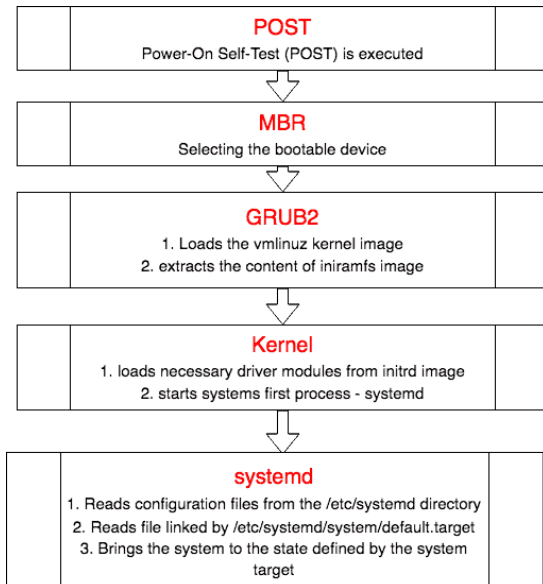 POST
Power-On Self-Test (POST) is executed
MBR
Selecting the bootable device
GRUB2
1. Loads the vmlinuz kernel image
2. extracts the content of iniramfs image
Kernel
1. loads necessary driver modules from initrd image
2. starts systems first process - systemd
systemd
1. Reads configuration files from the /etc/systemd directory
2. Reads file linked by /etc/systemd/system/default.target
3. Brings the system to the state defined by the system
target